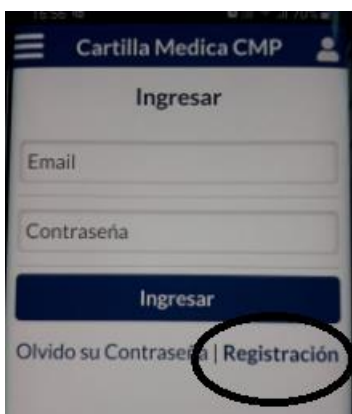 Cartilla Medica CMP
Ingresar
Email
Contraseña
Ingresar
Olvido su Contraseña | Registración